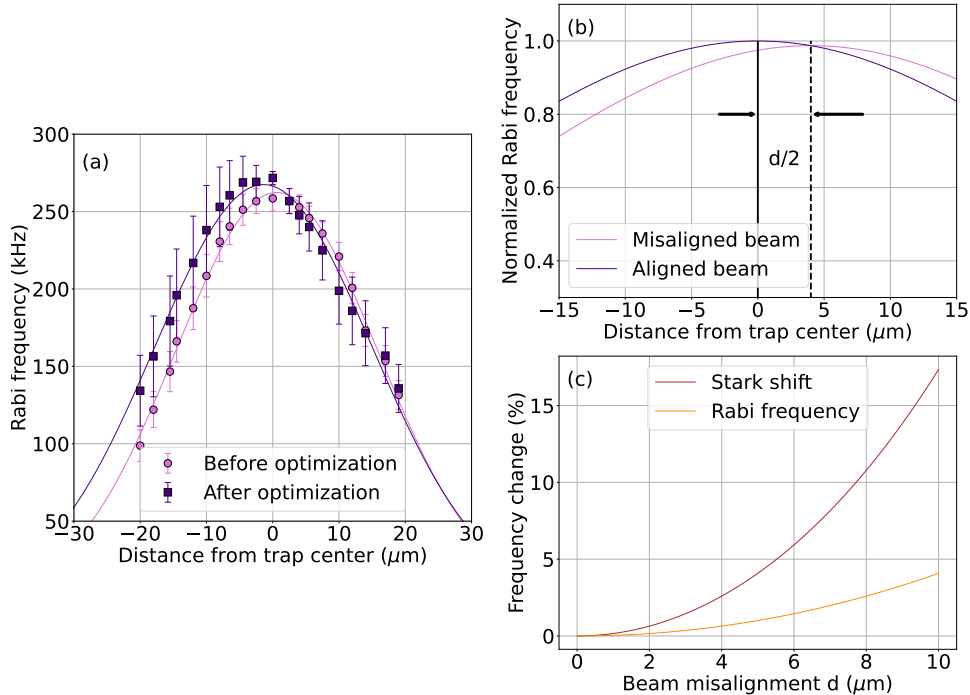 (a)
300
250
200
150
100
50
−30
−20
−10
0
10
20
30
Rabi frequency (kHz)
Distance from trap center (μm)
Before optimization
After optimization
(b)
1.0
0.8
0.6
0.4
−15
−10
−5
0
5
10
15
Normalized Rabi frequency
Distance from trap center (μm)
d/2
Misaligned beam
Aligned beam
(c)
15
10
5
0
0
2
4
6
8
10
Frequency change (%)
Beam misalignment d (μm)
Stark shift
Rabi frequency